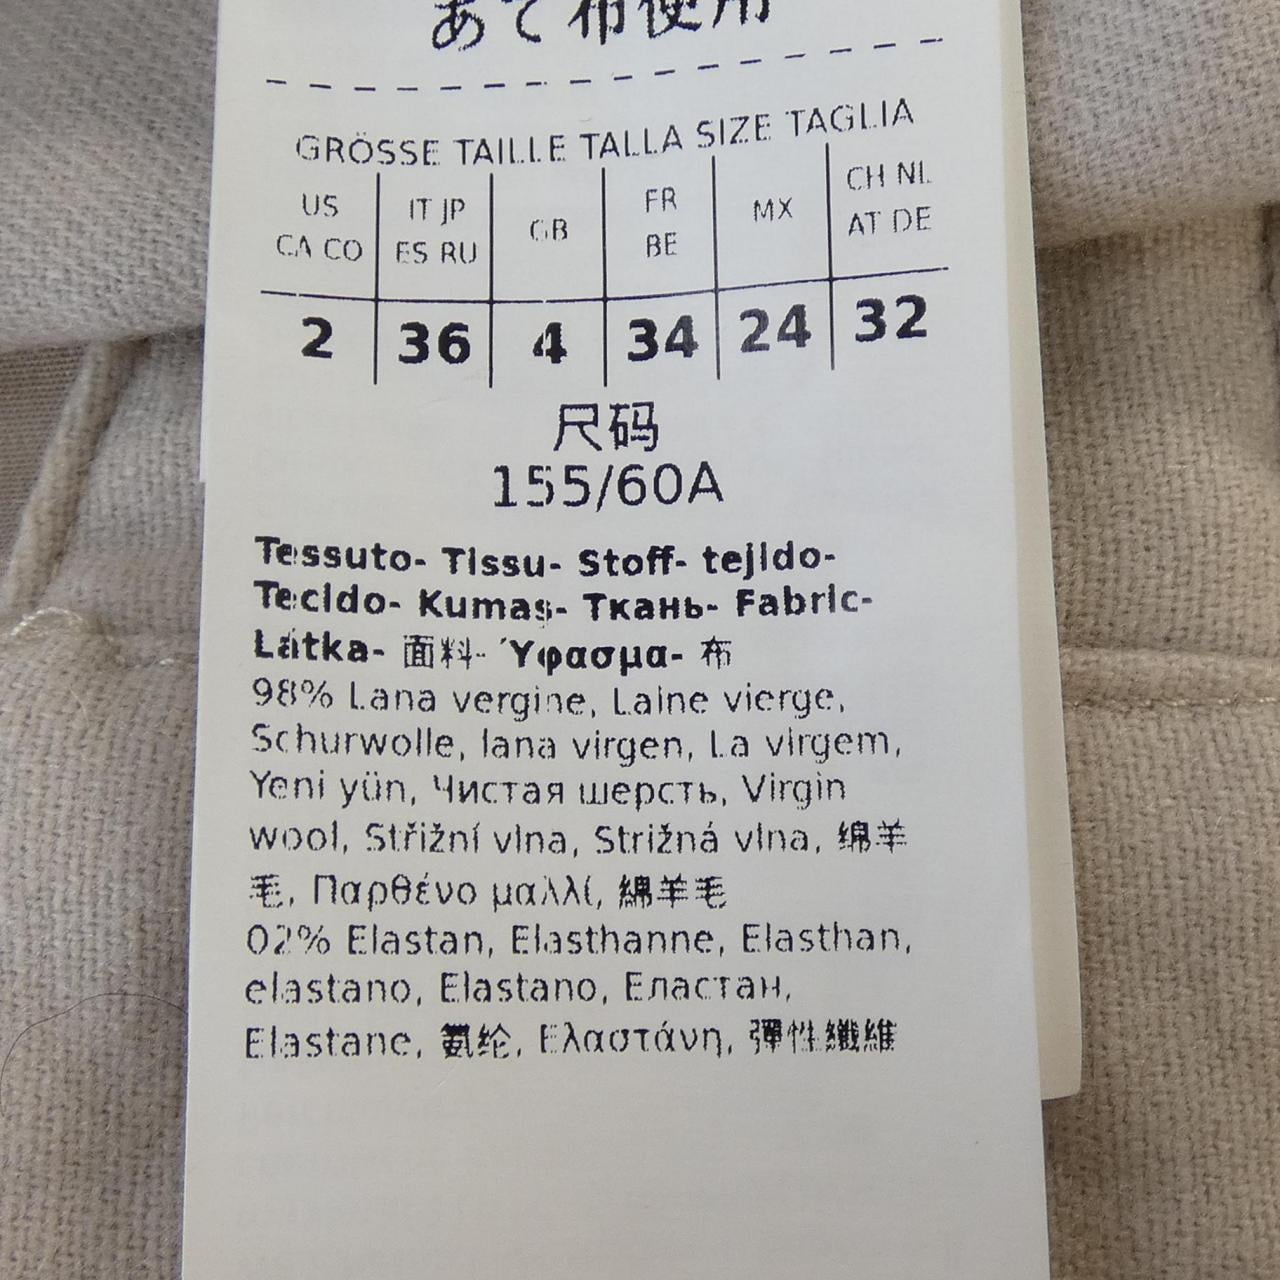 あて布使用
GRÖSSE TAILLE TALLA SIZE TAGLIA
US CA CO IT JP ES RU GB FR BE MX CH NL AT DE
2 36 4 34 24 32
尺码
155/60A
Tessuto- Tissu- Stoff- tejido-
Tecido- Kumaş- Ткань- Fabric-
Látka- 面料- Ύφασμα- 布
98% Lana vergine, Laine vierge,
Schurwolle, lana virgen, La virgem,
Yeni yün, Чистая шерсть, Virgin
wool, Střižní vlna, Strižná vlna, 绵羊
毛, Παρθένο μαλλί, 綿羊毛
02% Elastan, Elasthanne, Elasthan,
elastano, Elastano, Еластан,
Elastane, 氨纶, Ελαστάνη, 彈性纖維